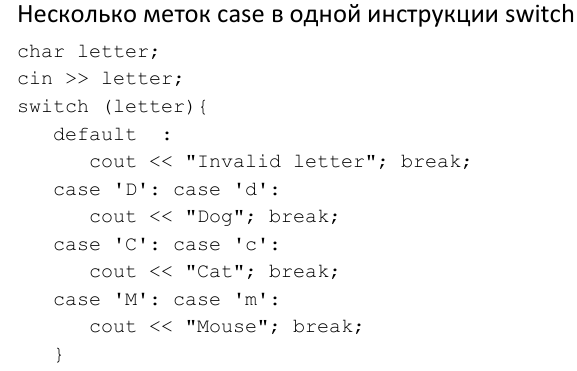 Несколько меток case в одной инструкции switch
char letter;
cin >> letter;
switch (letter){
   default  :
      cout << "Invalid letter"; break;
   case 'D': case 'd':
      cout << "Dog"; break;
   case 'C': case 'c':
      cout << "Cat"; break;
   case 'M': case 'm':
      cout << "Mouse"; break;
   }